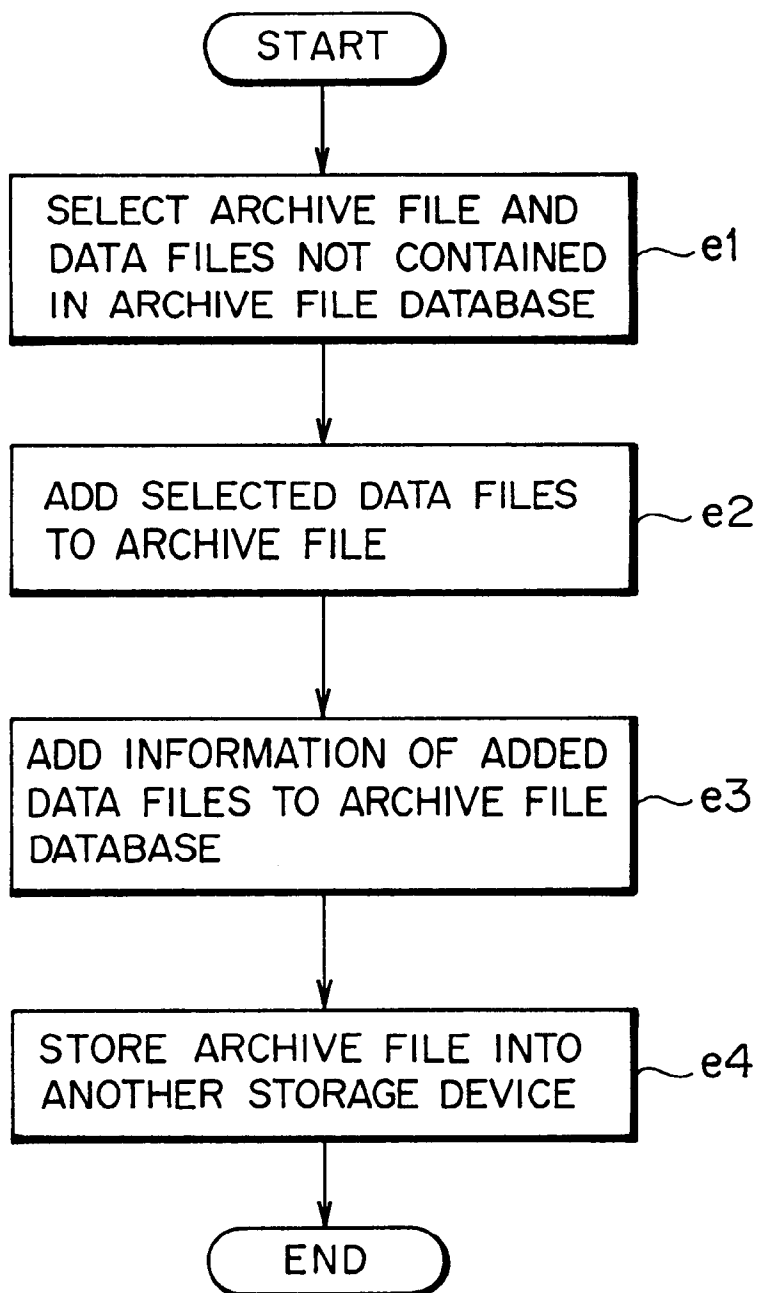 START
SELECT ARCHIVE FILE AND
DATA FILES NOT CONTAINED
IN ARCHIVE FILE DATABASE
e1
ADD SELECTED DATA FILES
TO ARCHIVE FILE
e2
ADD INFORMATION OF ADDED
DATA FILES TO ARCHIVE FILE
DATABASE
e3
STORE ARCHIVE FILE INTO
ANOTHER STORAGE DEVICE
e4
END